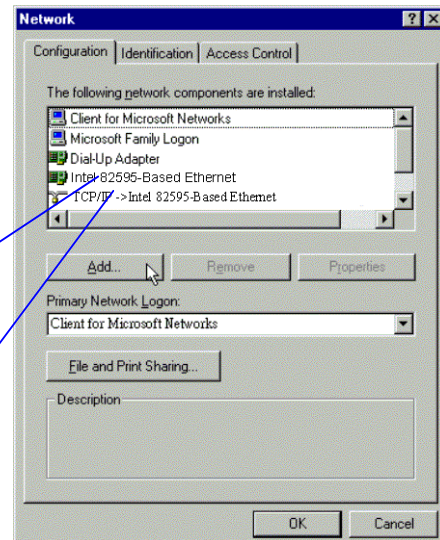 Network
Configuration Identification Access Control
The following network components are installed:
Client for Microsoft Networks
Microsoft Family Logon
Dial-Up Adapter
Intel 82595-Based Ethernet
TCP/IP ->Intel 82595-Based Ethernet
Add... Remove Properties
Primary Network Logon:
Client for Microsoft Networks
File and Print Sharing...
Description
OK Cancel